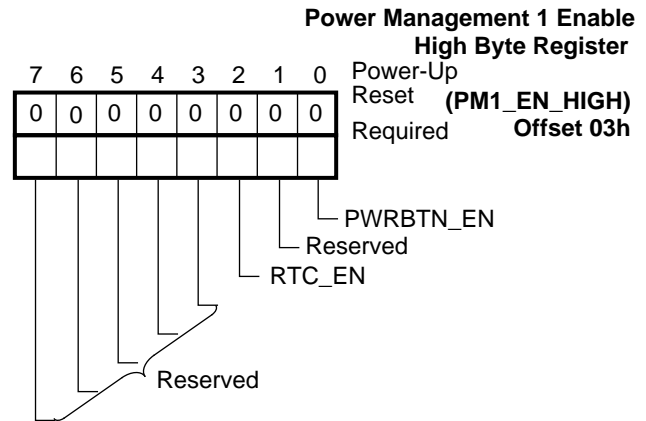 Power Management 1 Enable
High Byte Register
(PM1_EN_HIGH)
Offset 03h
7 6 5 4 3 2 1 0
Power-Up
Reset
0 0 0 0 0 0 0 0
Required
PWRBTN_EN
Reserved
RTC_EN
Reserved